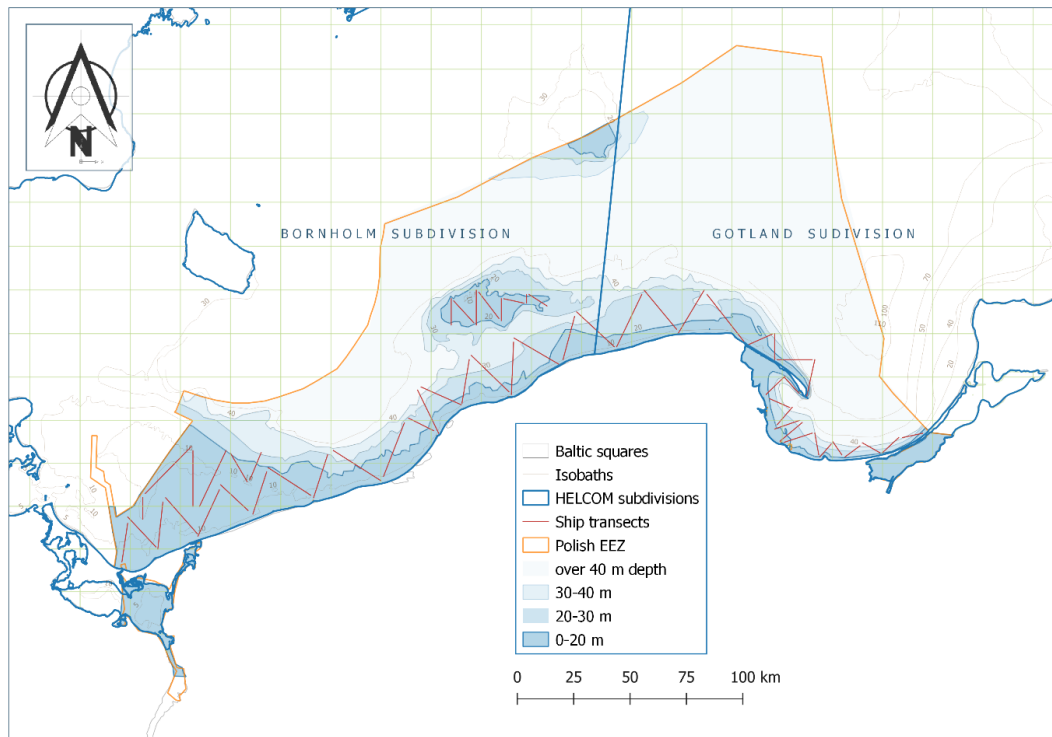 N
BORNHOLM SUBDIVISION
GOTLAND SUDIVISION
Baltic squares
Isobaths
HELCOM subdivisions
Ship transects
Polish EEZ
over 40 m depth
30-40 m
20-30 m
0-20 m
0 25 50 75 100 km